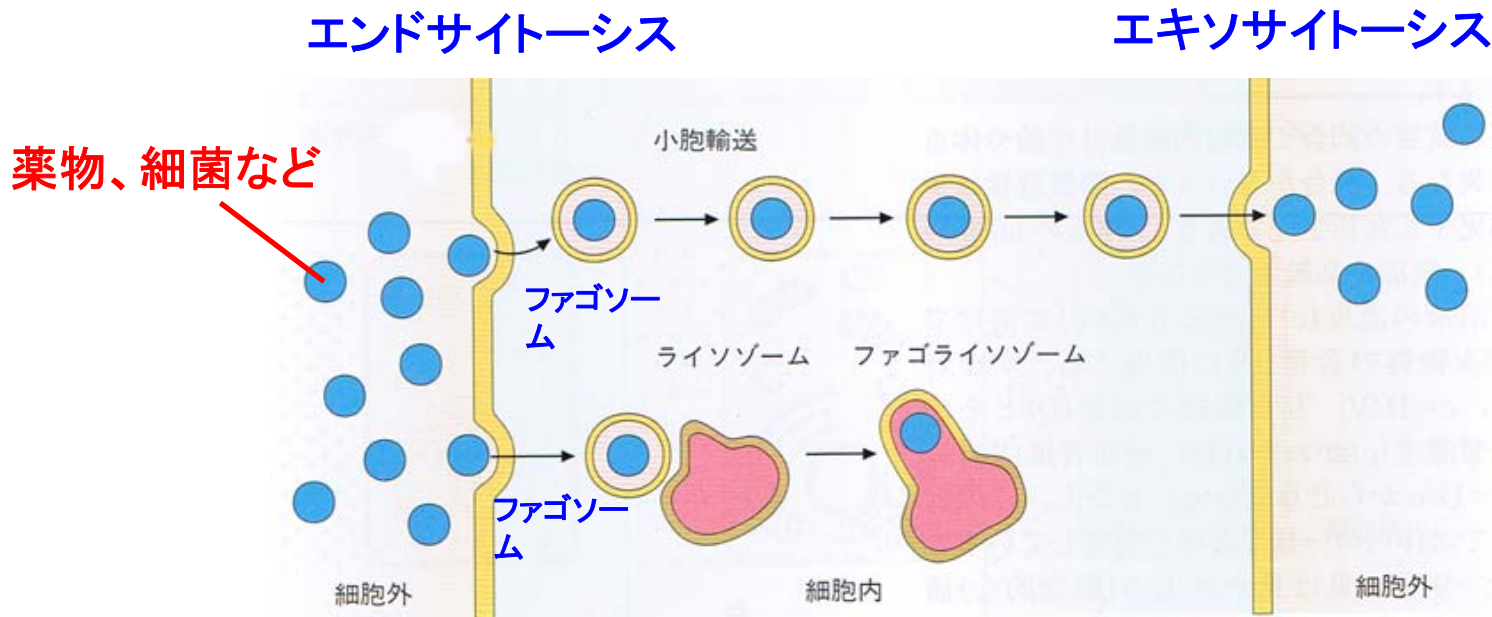 エンドサイトーシス
エキソサイトーシス
薬物、細菌など
小胞輸送
ファゴソー
ム
ライソゾーム
ファゴライソゾーム
ファゴソー
ム
細胞外
細胞内
細胞外